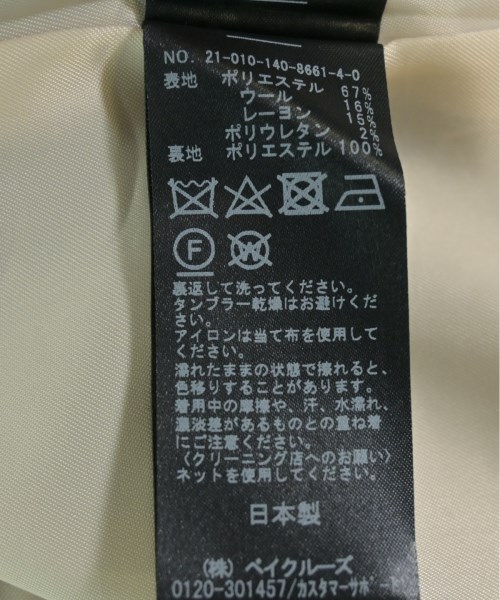 NO. 21-010-140-8661-4-0
表地 ポリエステル 67%
ウール 16%
レーヨン 15%
ポリウレタン 2%
裏地 ポリエステル 100%
F W
裏返して洗ってください。
タンブラー乾燥はお避けくだ
さい。
アイロンは当て布を使用して
ください。
濡れたままの状態で擦れると、
色移りすることがあります。
着用中の摩擦や、汗、水濡れ、
濃淡差があるものとの重ね着
にご注意ください。
〈クリーニング店へのお願い〉
ネットを使用してください。
日本製
(株) ベイクルーズ
0120-301457/カスタマーサポート